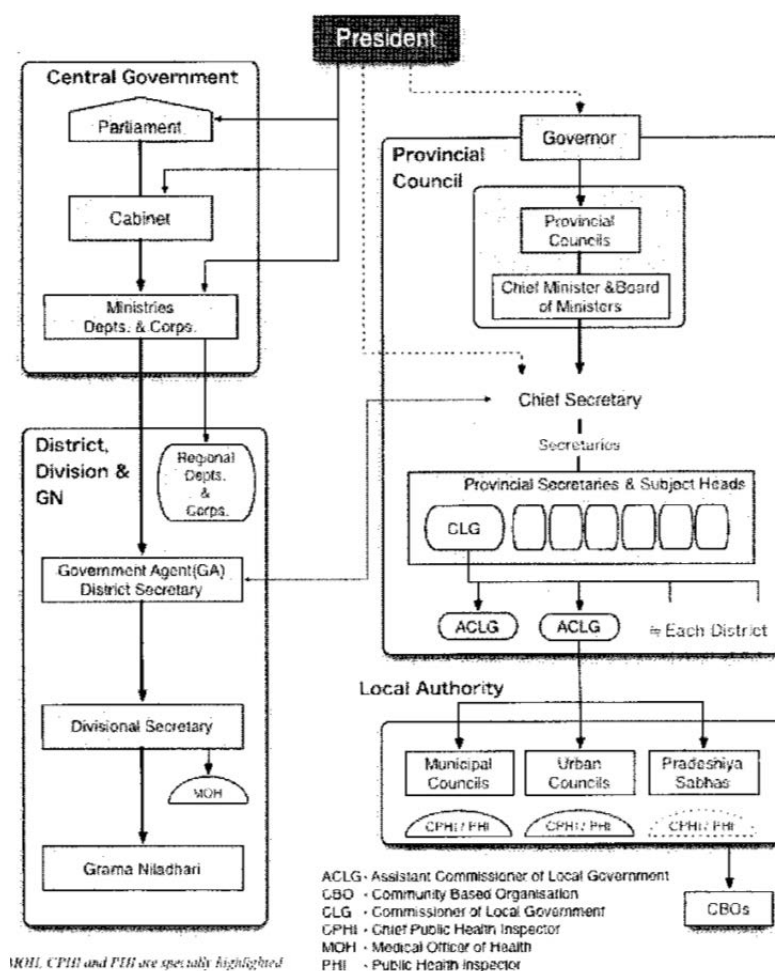 President
Central Government
Parliament
Cabinet
Ministries
Depts. & Corps.
Governor
Provincial
Council
Provincial
Councils
Chief Minister &Board
of Ministers
Chief Secretary
Secretaries
Provincial Secretaries & Subject Heads
CLG
ACLG
ACLG
Each District
District,
Division &
GN
Regional
Depts.
&
Corps.
Government Agent(GA)
District Secretary
Divisional Secretary
MOH
Grama Niladhari
Local Authority
Municipal
Councils
Urban
Councils
Pradeshiya
Sabhas
CPHI / PHI
CPHI / PHI
CPHI / PHI
CBOs
ACLG - Assistant Commissioner of Local Government
CBO - Community Based Organisation
CLG - Commissioner of Local Government
CPHI - Chief Public Health Inspector
MOH - Medical Officer of Health
PHI - Public Health Inspector
MOH, CPHI and PHI are specially highlighted